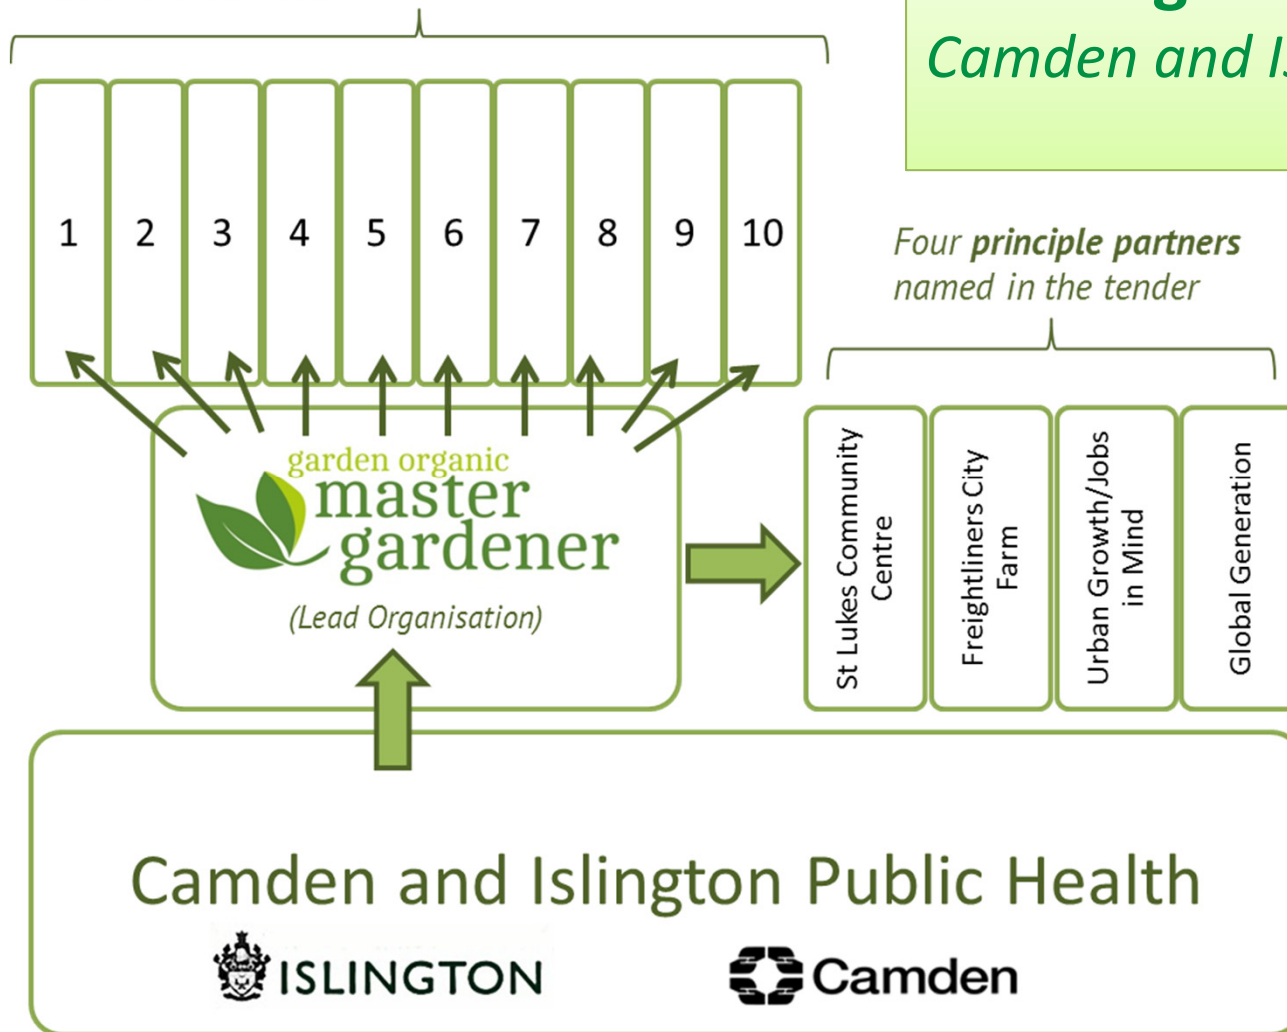 Camden and Is
1 2 3 4 5 6 7 8 9 10
Four principle partners
named in the tender
garden organic
master
gardener
(Lead Organisation)
St Lukes Community
Centre
Freightliners City
Farm
Urban Growth/Jobs
in Mind
Global Generation
Camden and Islington Public Health
ISLINGTON
Camden